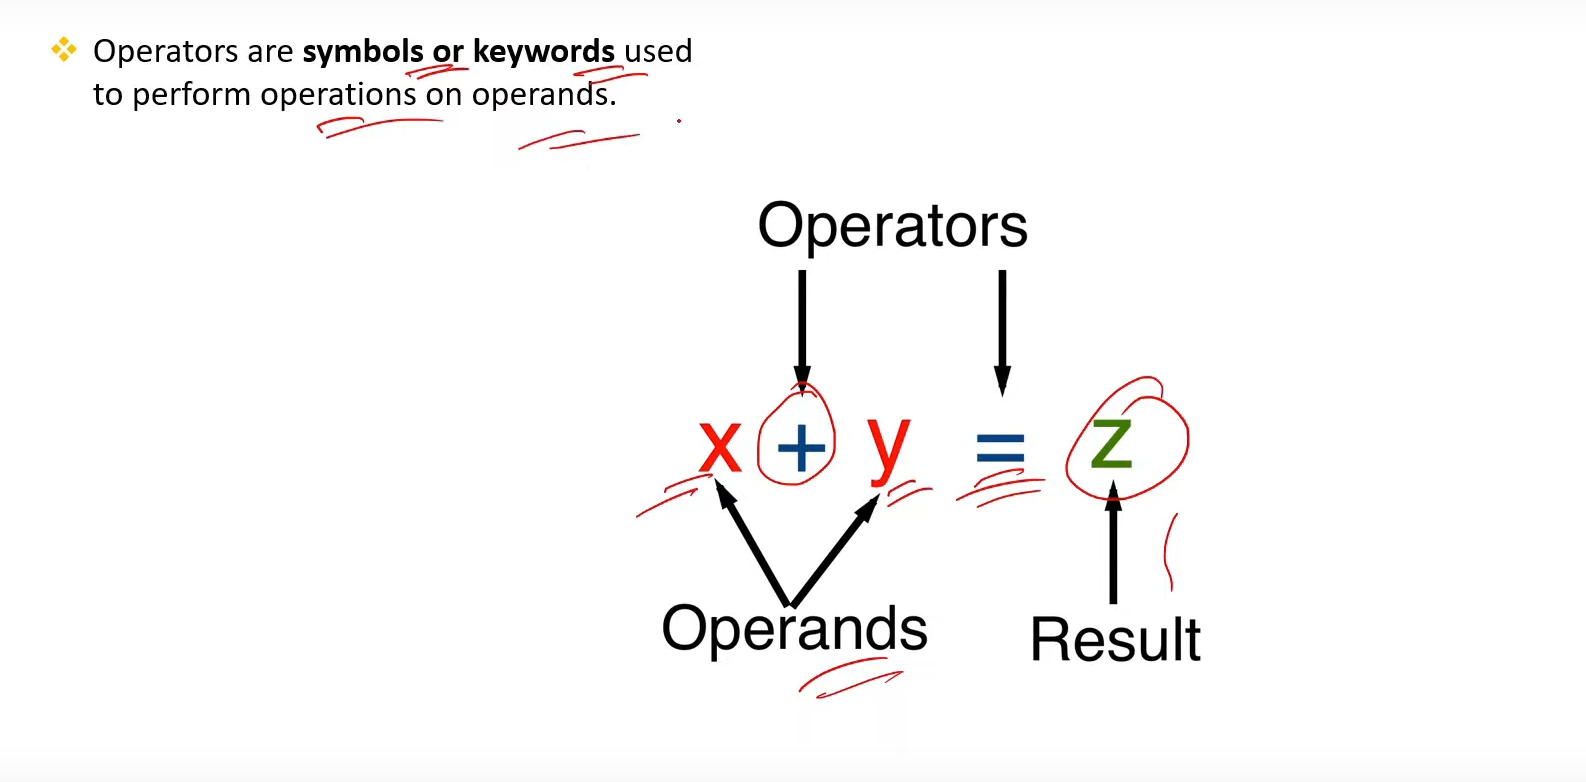 Operators are symbols or keywords used
to perform operations on operands.
Operators
x + y = z
Operands Result